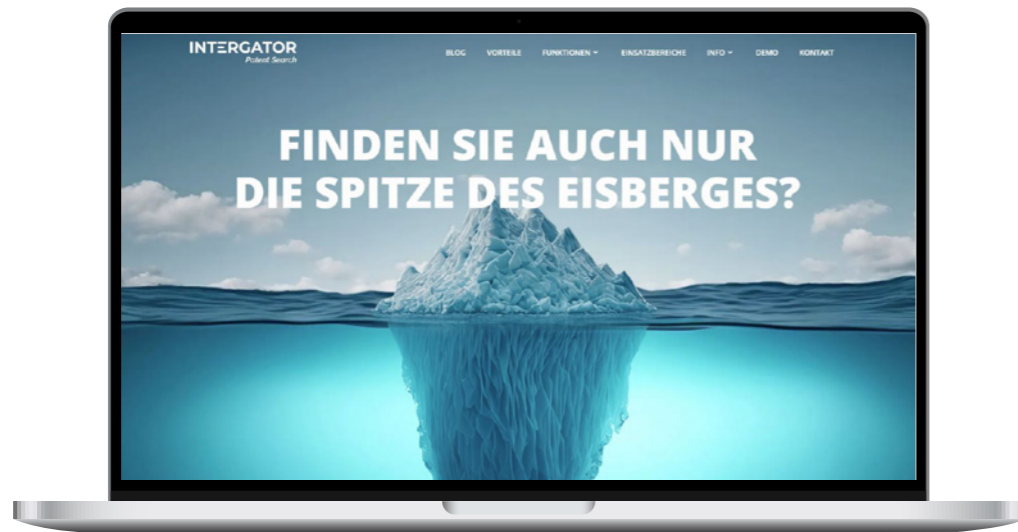 INTERGATOR
Patent Search
BLOG VORTEILE FUNKTIONEN EINSATZBEREICHE INFO DEMO KONTAKT
FINDEN SIE AUCH NUR
DIE SPITZE DES EISBERGES?